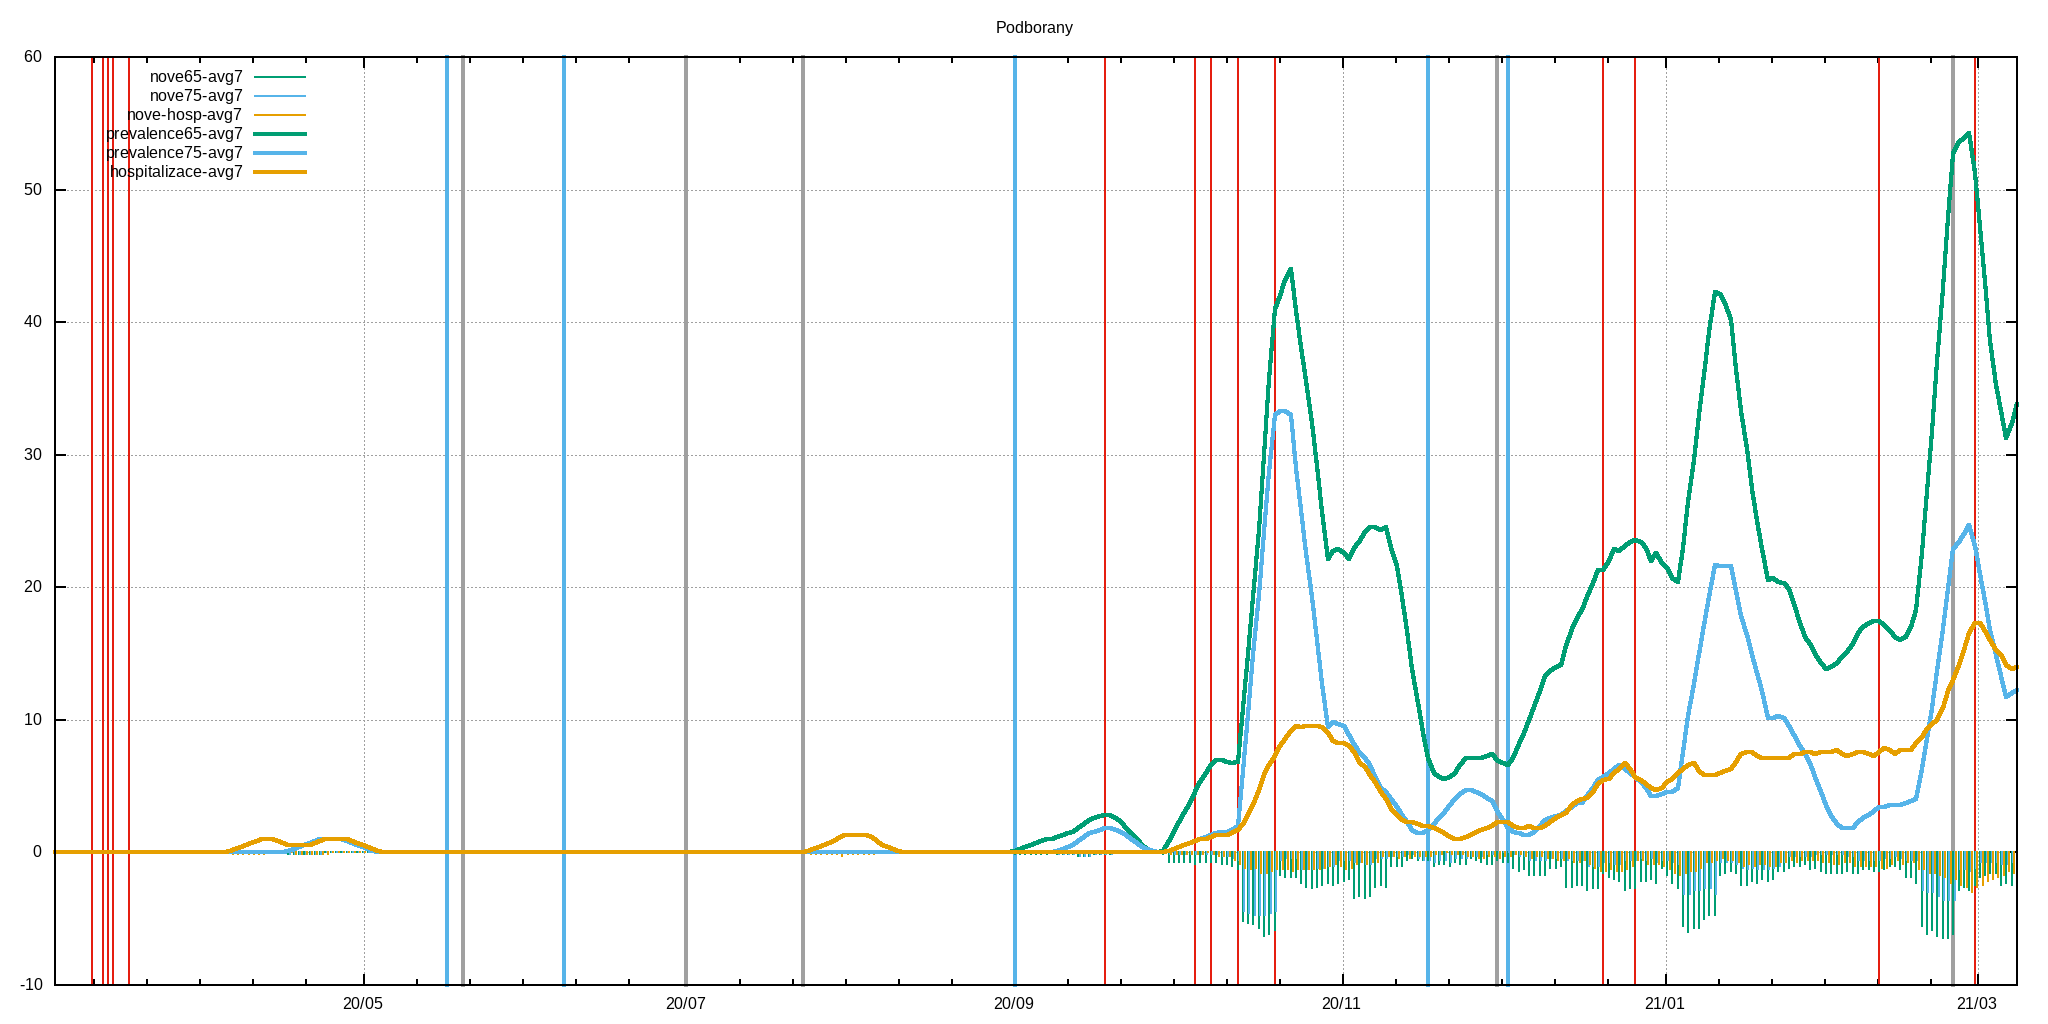 Podborany
60
nove65-avg7
nove75-avg7
nove-hosp-avg7
prevalence65-avg7
prevalence75-avg7
hospitalizace-avg7
50
40
30
20
10
0
-10
20/05 20/07 20/09 20/11 21/01 21/03